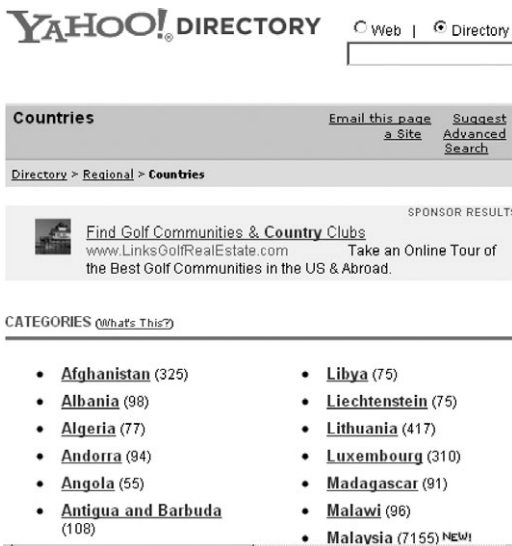 YAHOO!® DIRECTORY
Web | Directory
Countries
Email this page Suggest
a Site Advanced
Search
Directory > Regional > Countries
SPONSOR RESULTS
Find Golf Communities & Country Clubs
www.LinksGolfRealEstate.com Take an Online Tour of
the Best Golf Communities in the US & Abroad.
CATEGORIES (What's This?)
• Afghanistan (325)
• Albania (98)
• Algeria (77)
• Andorra (94)
• Angola (55)
• Antigua and Barbuda
(108)
• Libya (75)
• Liechtenstein (75)
• Lithuania (417)
• Luxembourg (310)
• Madagascar (91)
• Malawi (96)
• Malaysia (7155) NEW!